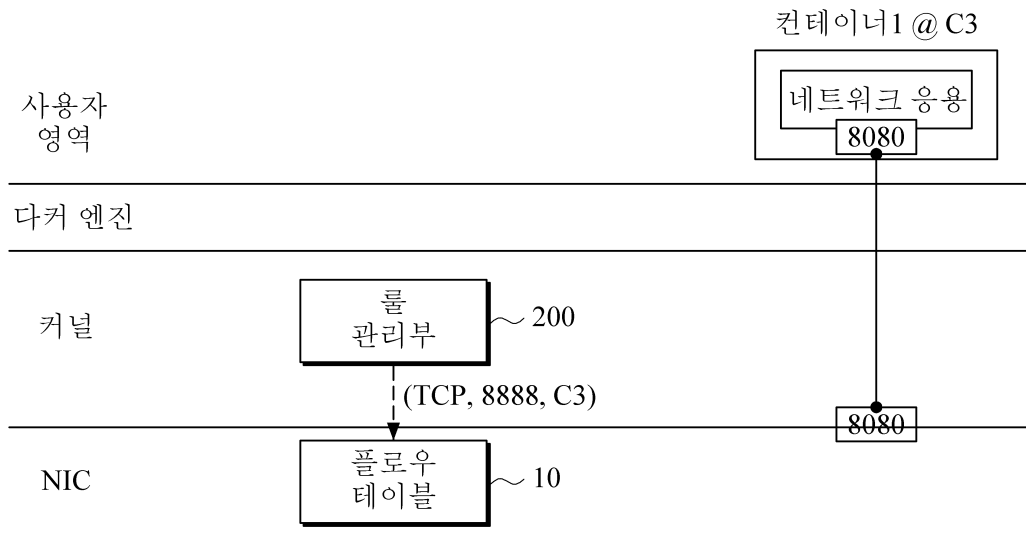 컨테이너1 @ C3
네트워크 응용
8080
사용자
영역
다커 엔진
커널
룰
관리부
200
(TCP, 8888, C3)
8080
NIC
플로우
테이블
10